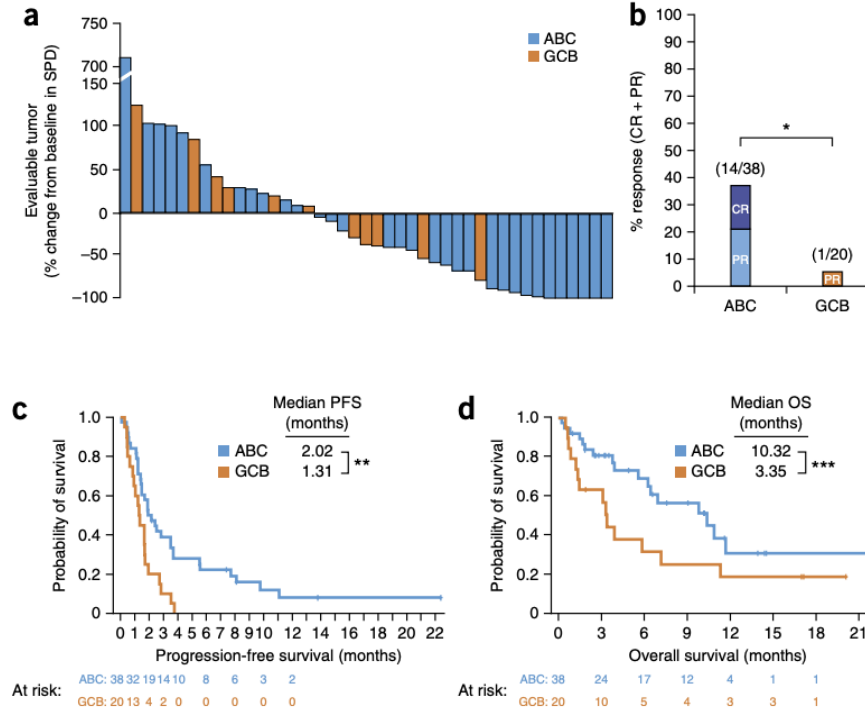 a
750
700
150
100
50
0
−50
−100
Evaluable tumor
(% change from baseline in SPD)
ABC
GCB
b
100
90
80
70
60
50
40
30
20
10
0
% response (CR + PR)
*
(14/38)
CR
PR
(1/20)
PR
ABC
GCB
c
Median PFS
(months)
ABC 2.02
GCB 1.31
**
1.0
0.8
0.6
0.4
0.2
0
Probability of survival
0 1 2 3 4 5 6 7 8 9 10 12 14 16 18 20 22
Progression-free survival (months)
At risk:
ABC: 38 32 19 14 10 8 6 3 2
GCB: 20 13 4 2 0 0 0 0 0
d
Median OS
(months)
ABC 10.32
GCB 3.35
***
1.0
0.8
0.6
0.4
0.2
0
Probability of survival
0 3 6 9 12 15 18 21
Overall survival (months)
At risk:
ABC: 38 24 17 12 4 1 1
GCB: 20 10 5 4 3 3 1